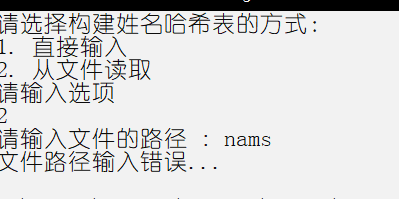 请选择构建姓名哈希表的方式:
1. 直接输入
2. 从文件读取
请输入选项
2
请输入文件的路径 : nams
文件路径输入错误...